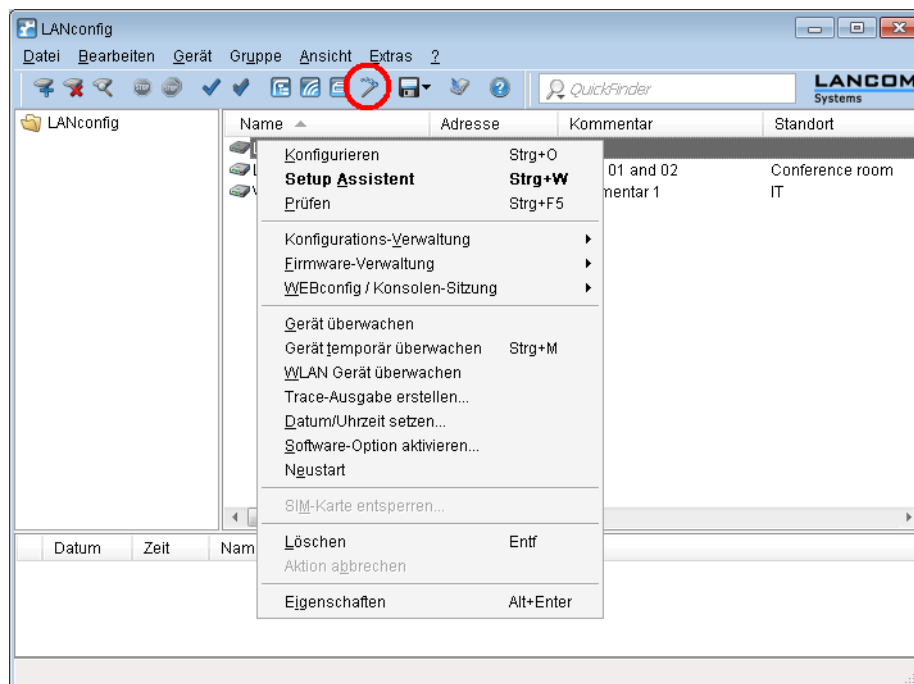 LANconfig
Datei Bearbeiten Gerät Gruppe Ansicht Extras ?
QuickFinder
LANCOM
Systems
LANconfig
Name Adresse Kommentar Standort
01 and 02 Conference room
mentar 1 IT
Konfigurieren Strg+O
Setup Assistent Strg+W
Prüfen Strg+F5
Konfigurations-Verwaltung
Firmware-Verwaltung
WEBconfig / Konsolen-Sitzung
Gerät überwachen
Gerät temporär überwachen Strg+M
WLAN Gerät überwachen
Trace-Ausgabe erstellen...
Datum/Uhrzeit setzen...
Software-Option aktivieren...
Neustart
SIM-Karte entsperren...
Löschen Entf
Aktion abbrechen
Eigenschaften Alt+Enter
Datum Zeit Nam